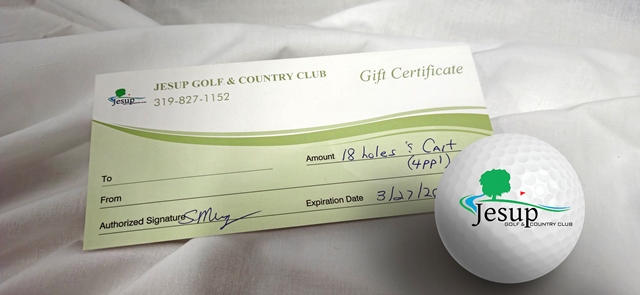 JESUP GOLF & COUNTRY CLUB
Jesup
319-827-1152
Gift Certificate
Amount 18 holes & Cart
(4ppl)
To
From
Expiration Date 3/27/20
Authorized Signature
Jesup
GOLF & COUNTRY CLUB